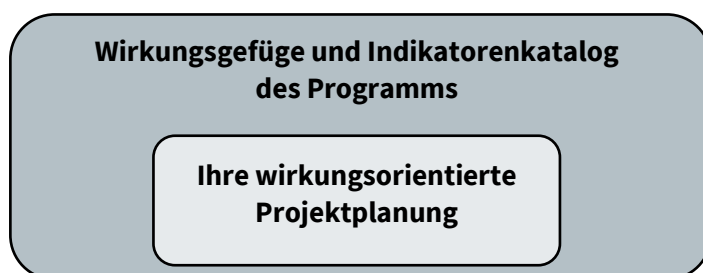 Wirkungsgefüge und Indikatorenkatalog
des Programms
Ihre wirkungsorientierte
Projektplanung